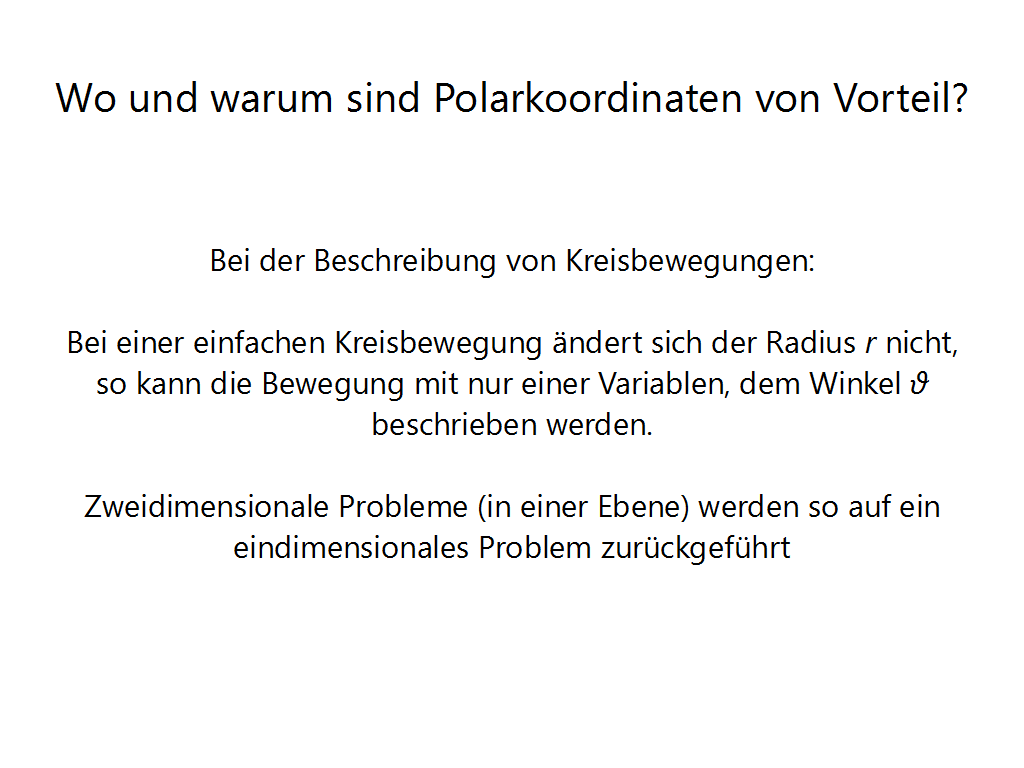 Wo und warum sind Polarkoordinaten von Vorteil?
Bei der Beschreibung von Kreisbewegungen:
Bei einer einfachen Kreisbewegung ändert sich der Radius r nicht,
so kann die Bewegung mit nur einer Variablen, dem Winkel ϑ
beschrieben werden.
Zweidimensionale Probleme (in einer Ebene) werden so auf ein
eindimensionales Problem zurückgeführt